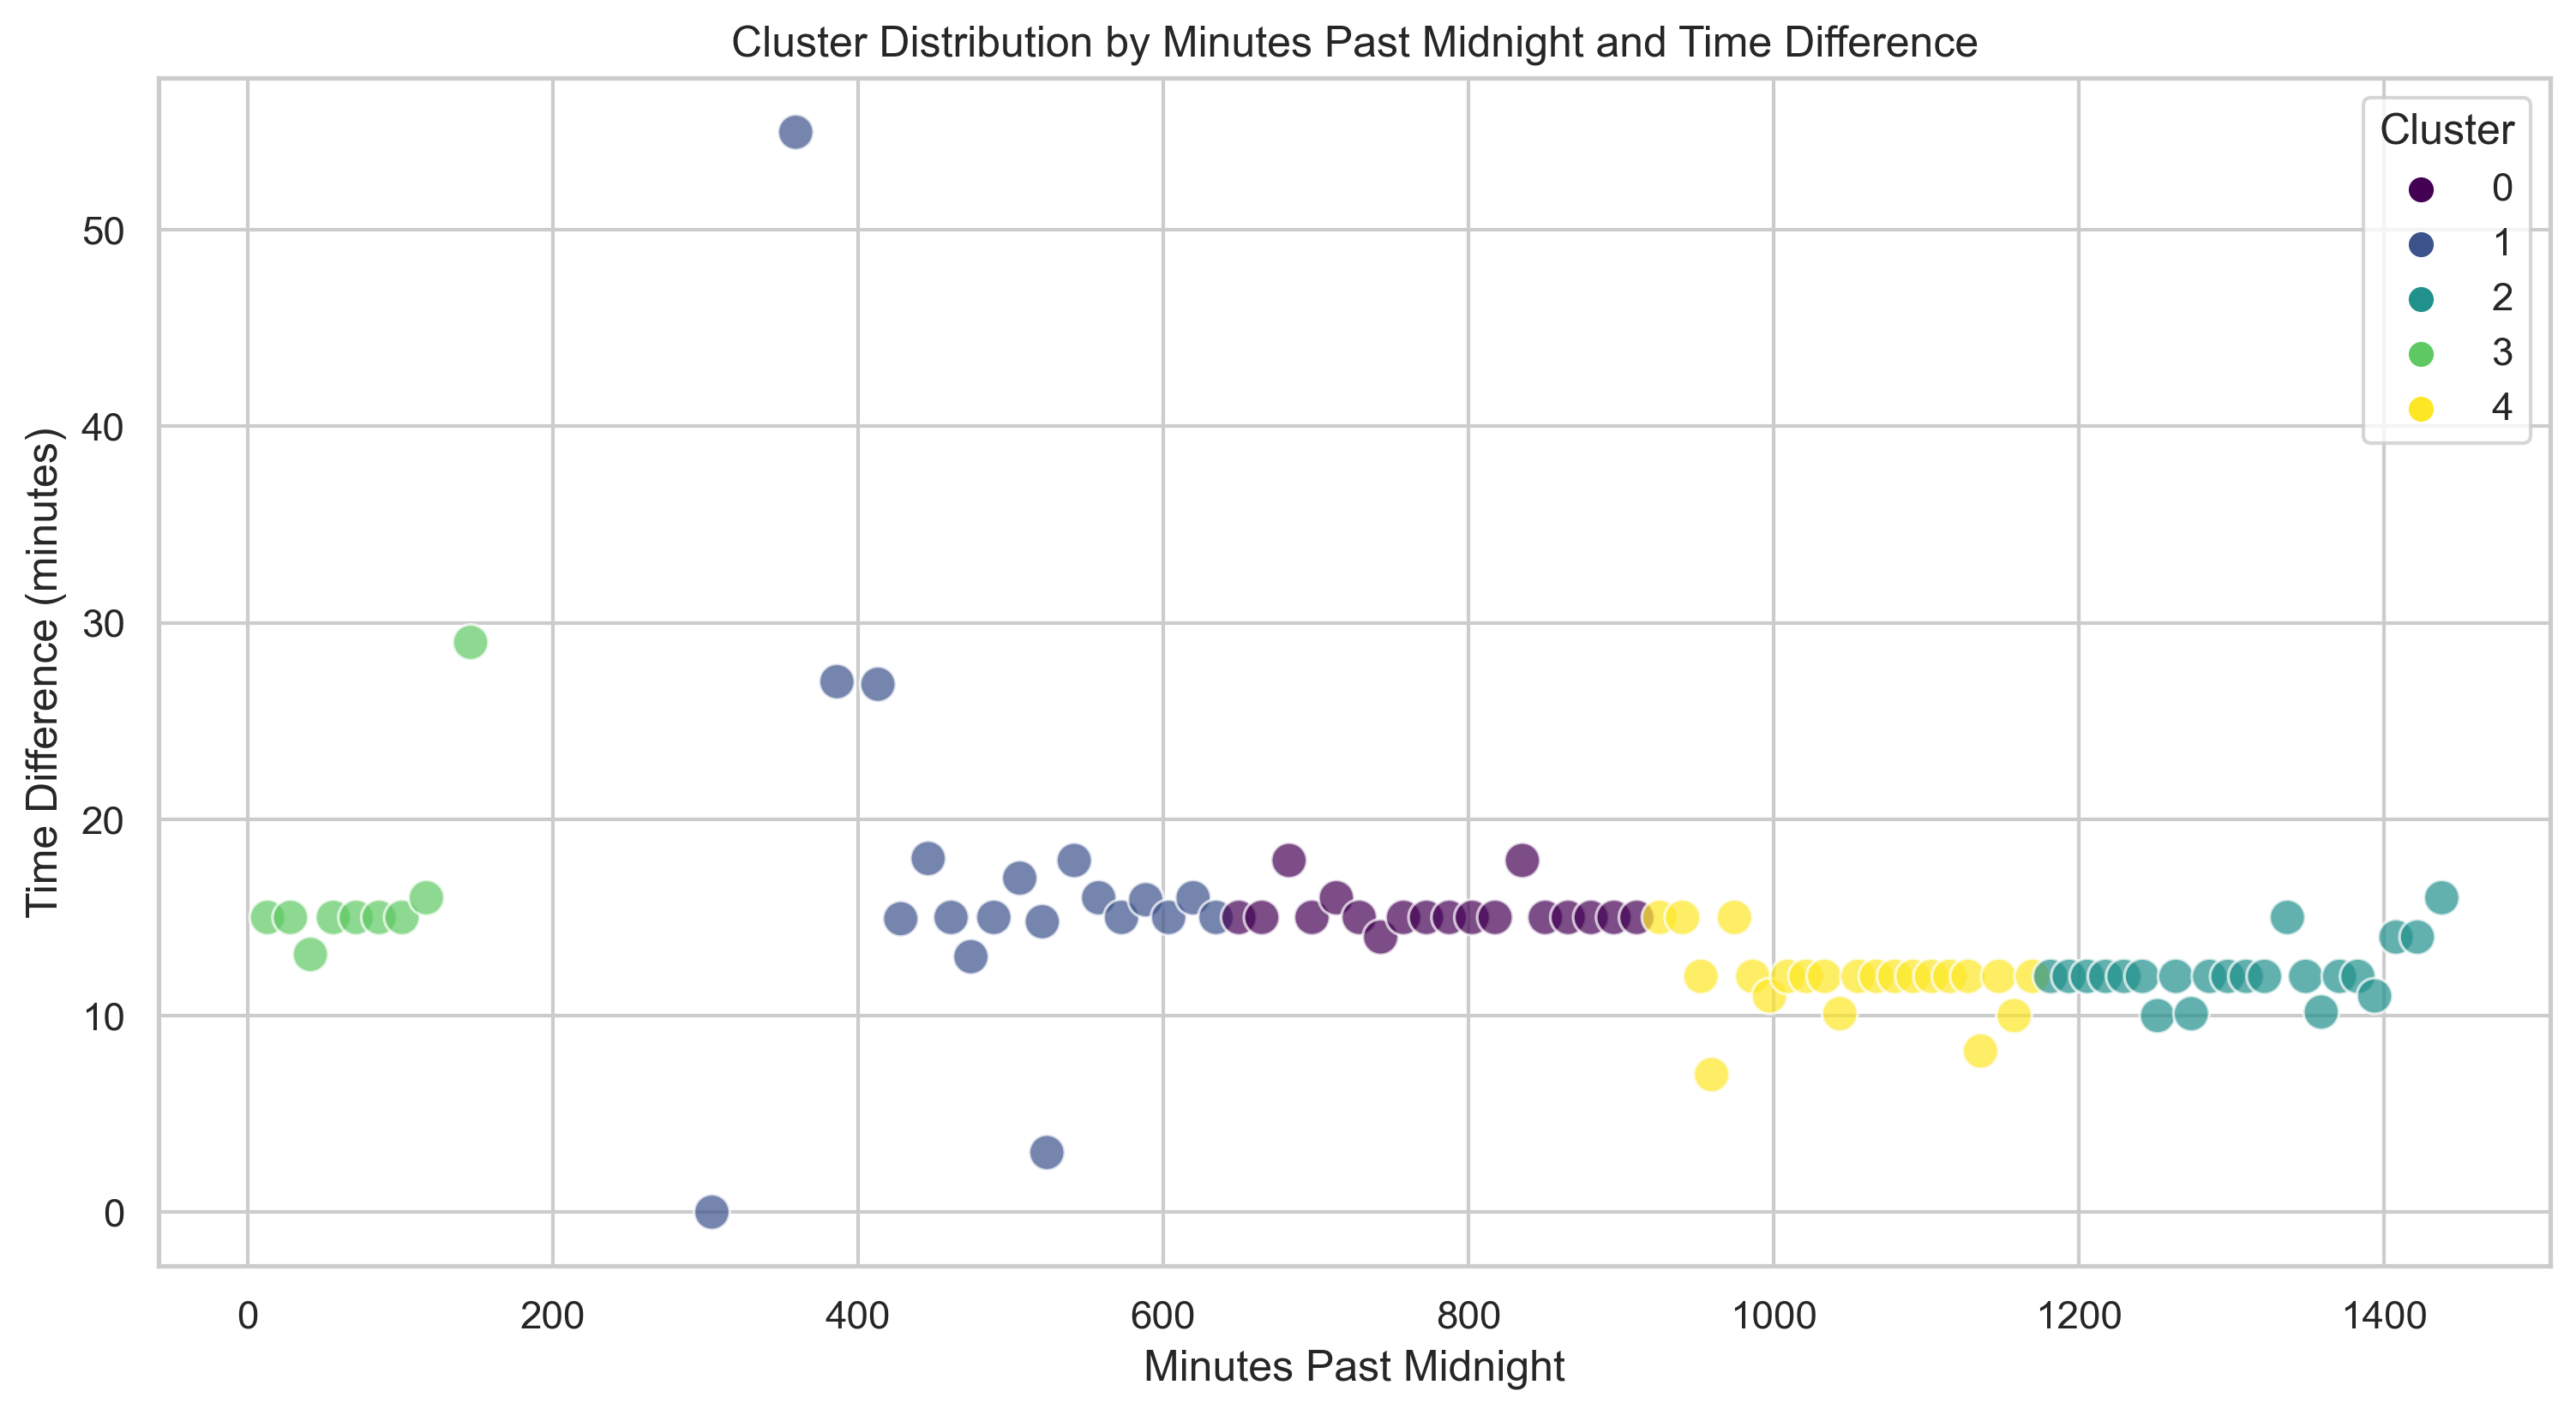 Cluster Distribution by Minutes Past Midnight and Time Difference
Cluster
0
1
2
3
4
Time Difference (minutes)
50
40
30
20
10
0
0 200 400 600 800 1000 1200 1400
Minutes Past Midnight